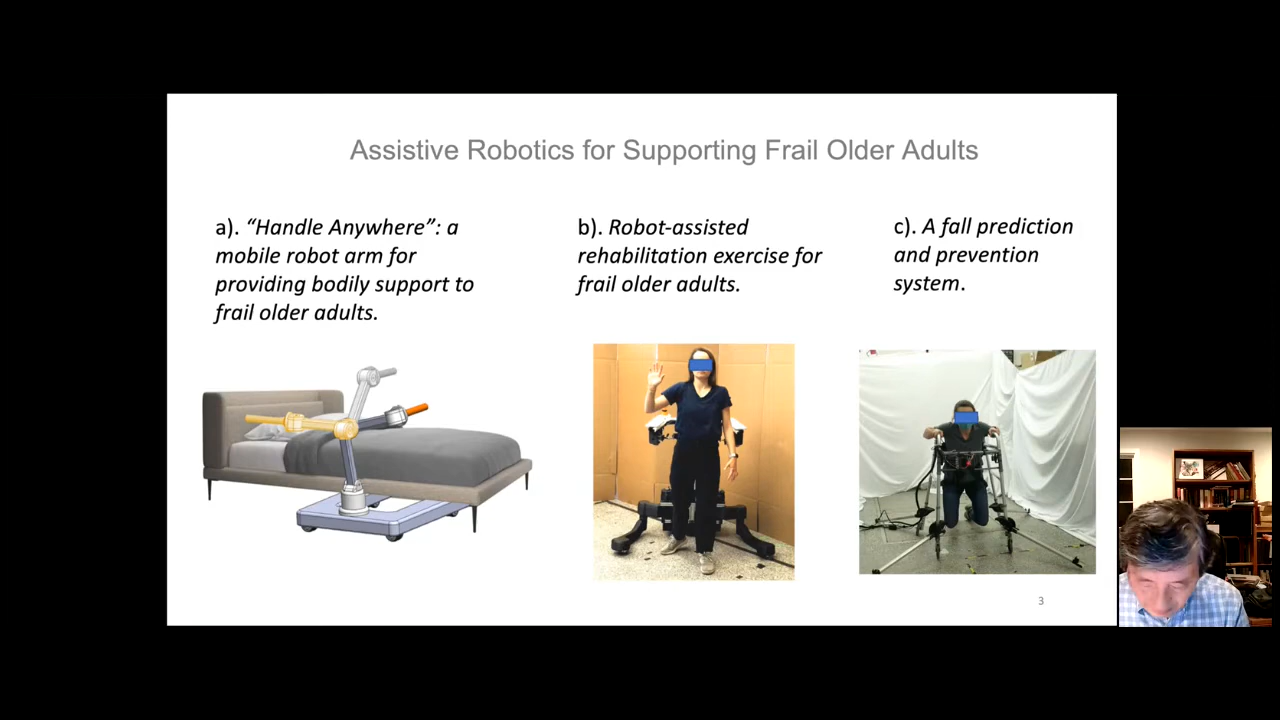 Assistive Robotics for Supporting Frail Older Adults
a). “Handle Anywhere”: a
mobile robot arm for
providing bodily support to
frail older adults.
b). Robot-assisted
rehabilitation exercise for
frail older adults.
c). A fall prediction
and prevention
system.
3